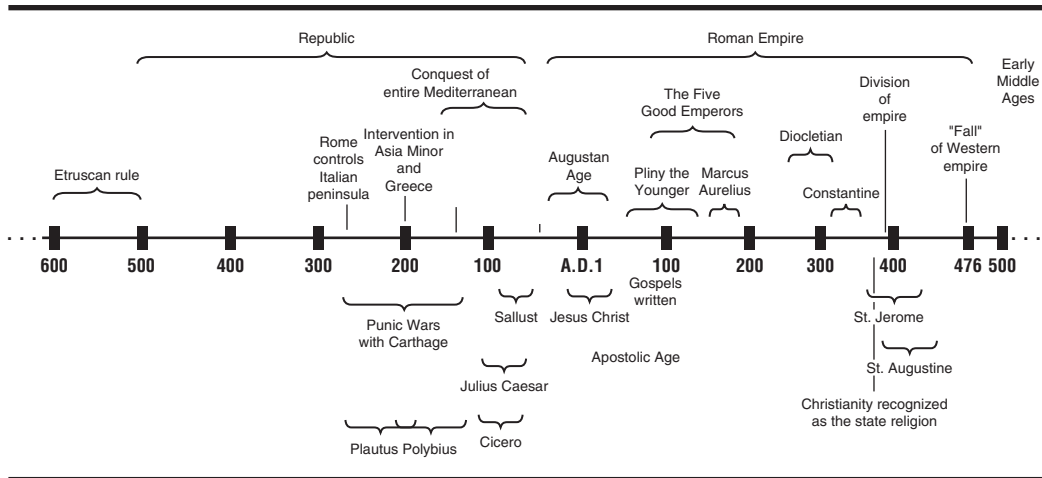 Republic
Roman Empire
Early
Middle
Ages
Conquest of
entire Mediterranean
The Five
Good Emperors
Division
of
empire
Etruscan rule
Rome
controls
Italian
peninsula
Intervention in
Asia Minor
and
Greece
Augustan
Age
Pliny the
Younger
Marcus
Aurelius
Diocletian
Constantine
"Fall"
of Western
empire
600 500 400 300 200 100 A.D.1 100 200 300 400 476 500
Punic Wars
with Carthage
Sallust
Jesus Christ
Gospels
written
St. Jerome
Apostolic Age
Julius Caesar
St. Augustine
Plautus Polybius
Cicero
Christianity recognized
as the state religion